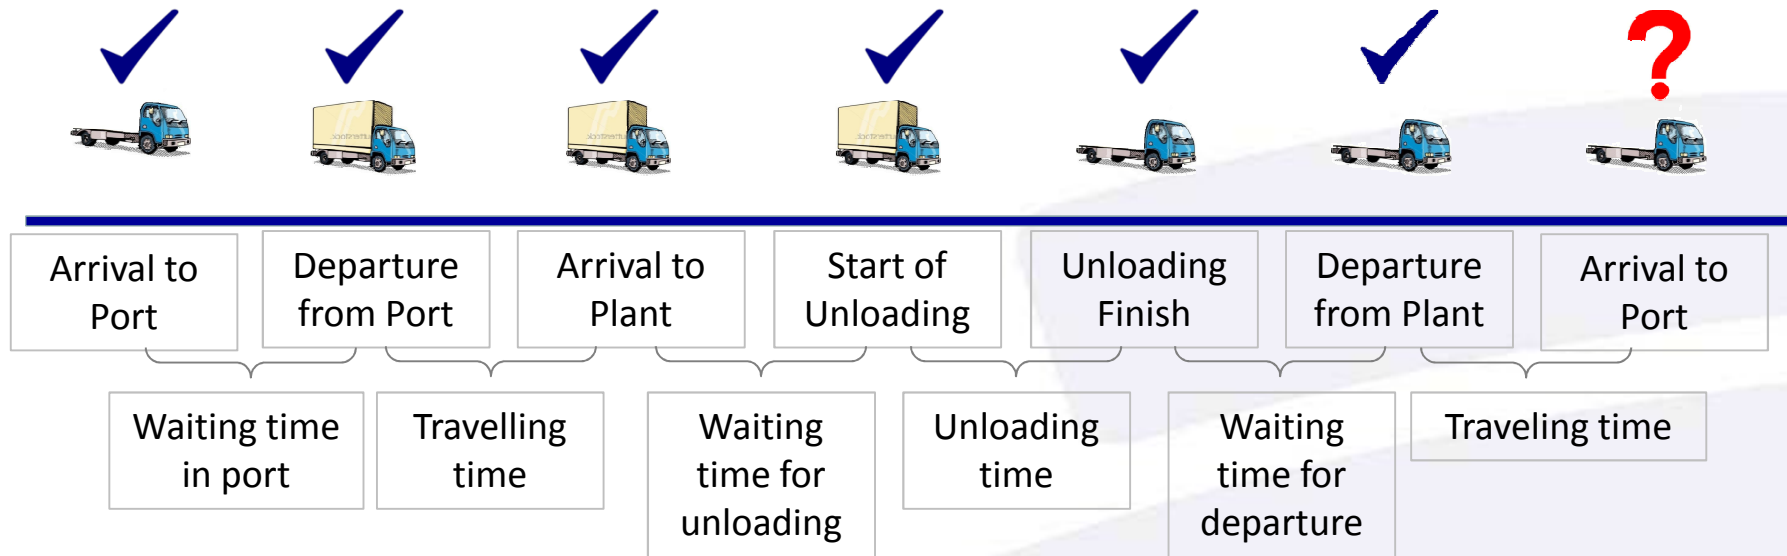 ?
Arrival to
Port
Departure
from Port
Arrival to
Plant
Start of
Unloading
Unloading
Finish
Departure
from Plant
Arrival to
Port
Waiting time
in port
Travelling
time
Waiting
time for
unloading
Unloading
time
Waiting
time for
departure
Traveling time